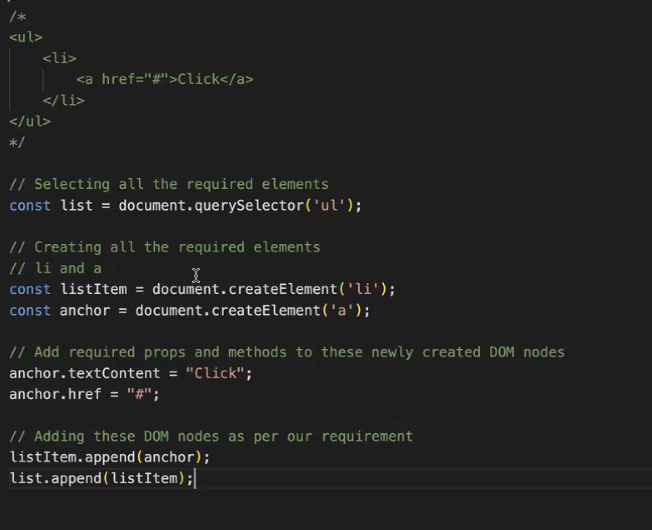 /*
<ul>
    <li>
        <a href="#">Click</a>
    </li>
</ul>
*/
// Selecting all the required elements
const list = document.querySelector('ul');
// Creating all the required elements
// li and a
const listItem = document.createElement('li');
const anchor = document.createElement('a');
// Add required props and methods to these newly created DOM nodes
anchor.textContent = "Click";
anchor.href = "#";
// Adding these DOM nodes as per our requirement
listItem.append(anchor);
list.append(listItem);